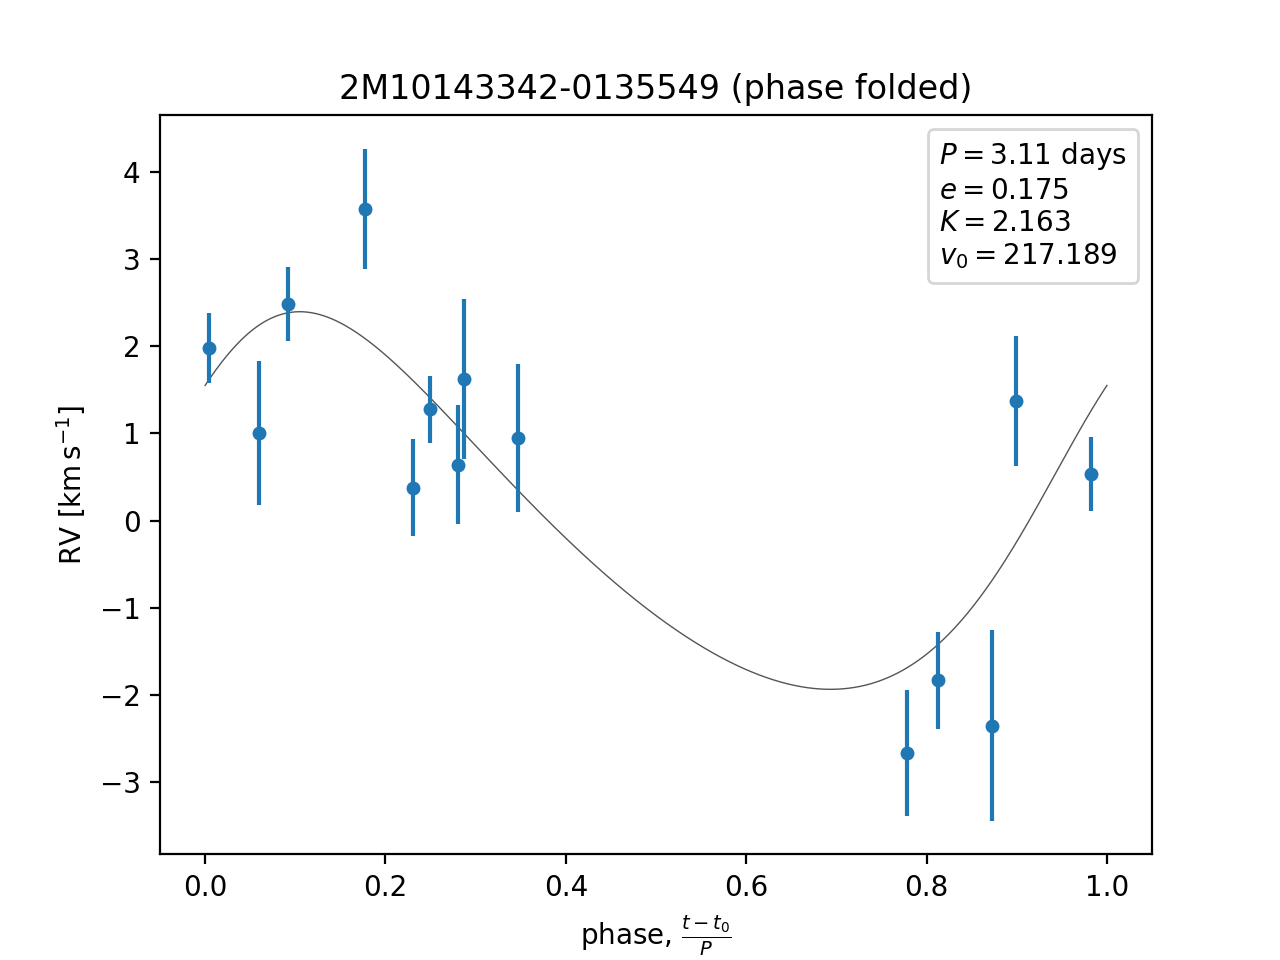 2M10143342-0135549 (phase folded)
P = 3.11 days
e = 0.175
K = 2.163
v₀ = 217.189
4
3
2
1
0
−1
−2
−3
RV [km s⁻¹]
0.0 0.2 0.4 0.6 0.8 1.0
phase, (t − t₀)/P